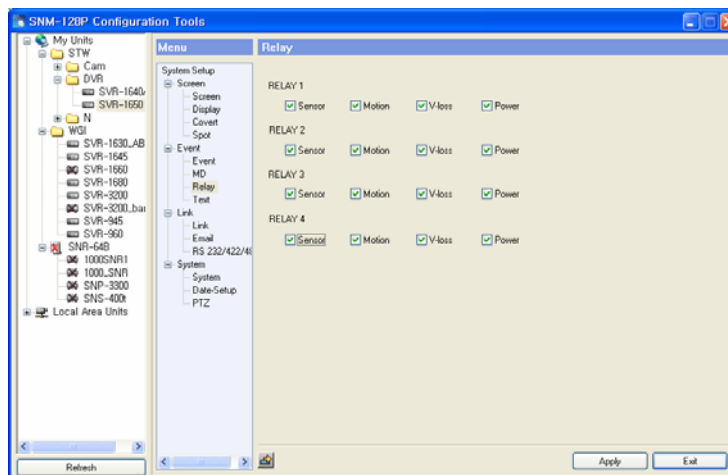 SNM-128P Configuration Tools
My Units
STW
Cam
DVR
SVR-1640
SVR-1650
N
WGI
SVR-1630_AB
SVR-1645
SVR-1660
SVR-1680
SVR-3200
SVR-3200_bar
SVR-945
SVR-960
SNR-64B
1000SNR1
1000_SNR
SNP-3300
SNS-400t
Local Area Units
Refresh
Menu
System Setup
Screen
Screen
Display
Covert
Spot
Event
Event
MD
Relay
Text
Link
Link
Email
RS 232/422/48
System
System
Date-Setup
PTZ
Relay
RELAY 1
Sensor Motion V-loss Power
RELAY 2
Sensor Motion V-loss Power
RELAY 3
Sensor Motion V-loss Power
RELAY 4
Sensor Motion V-loss Power
Apply Exit